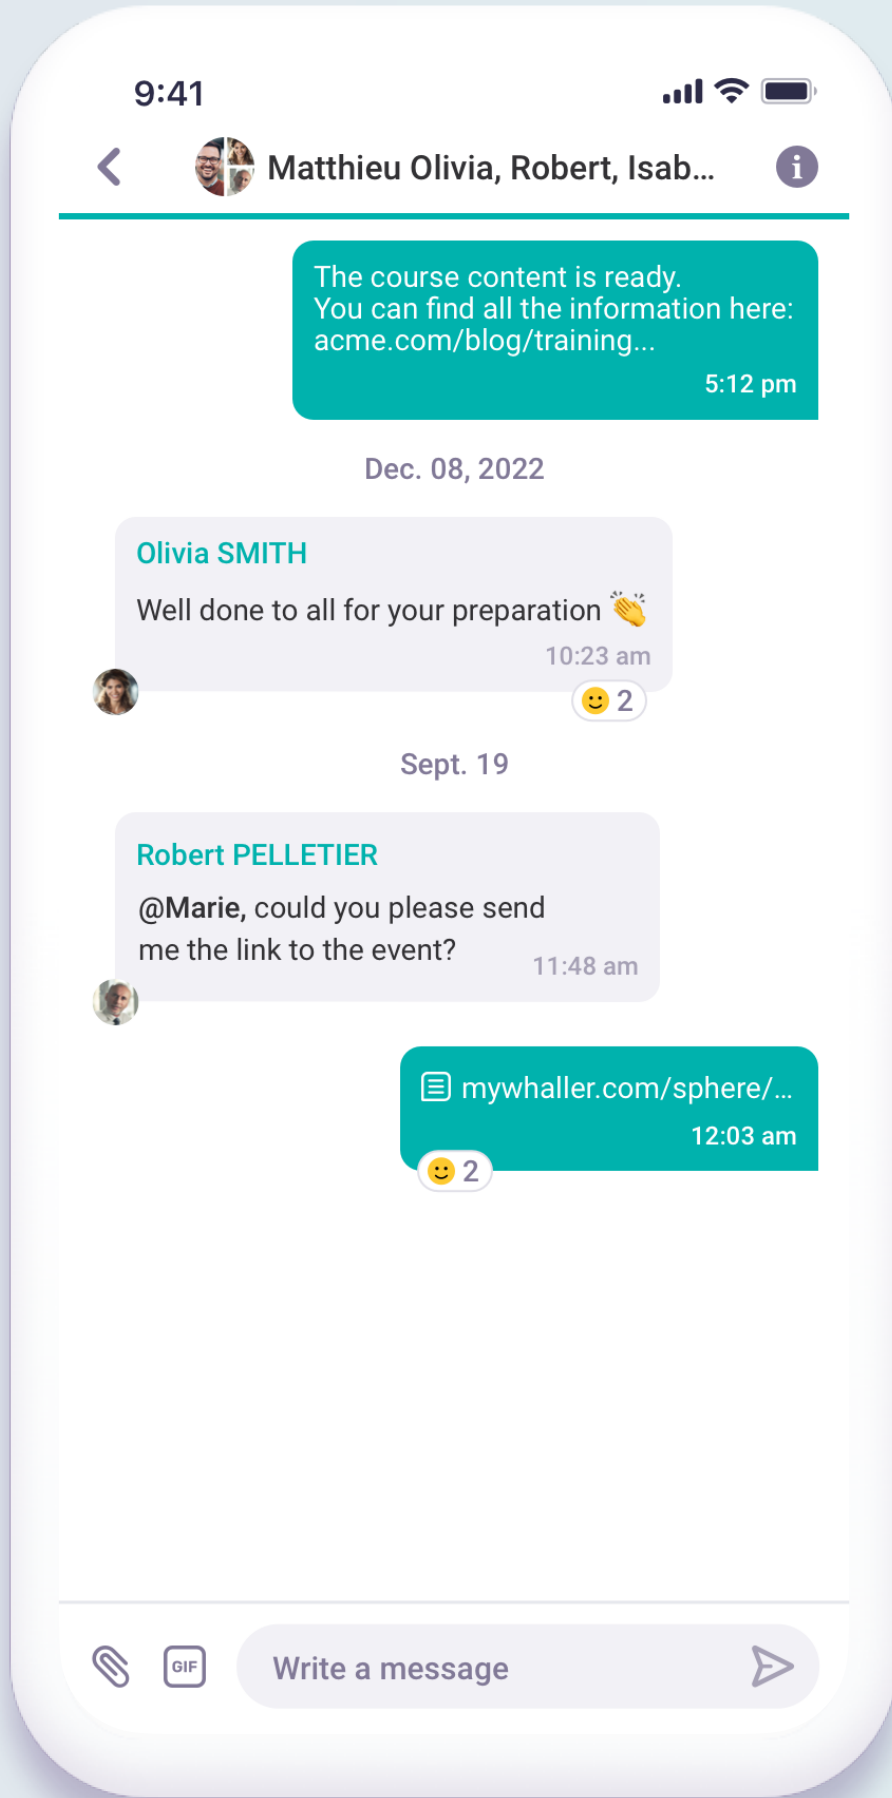 9:41
Matthieu Olivia, Robert, Isab...
i
The course content is ready.
You can find all the information here:
acme.com/blog/training...
5:12 pm
Dec. 08, 2022
Olivia SMITH
Well done to all for your preparation 👏
10:23 am
🙂 2
Sept. 19
Robert PELLETIER
@Marie, could you please send
me the link to the event?
11:48 am
mywhaller.com/sphere/...
12:03 am
🙂 2
GIF
Write a message